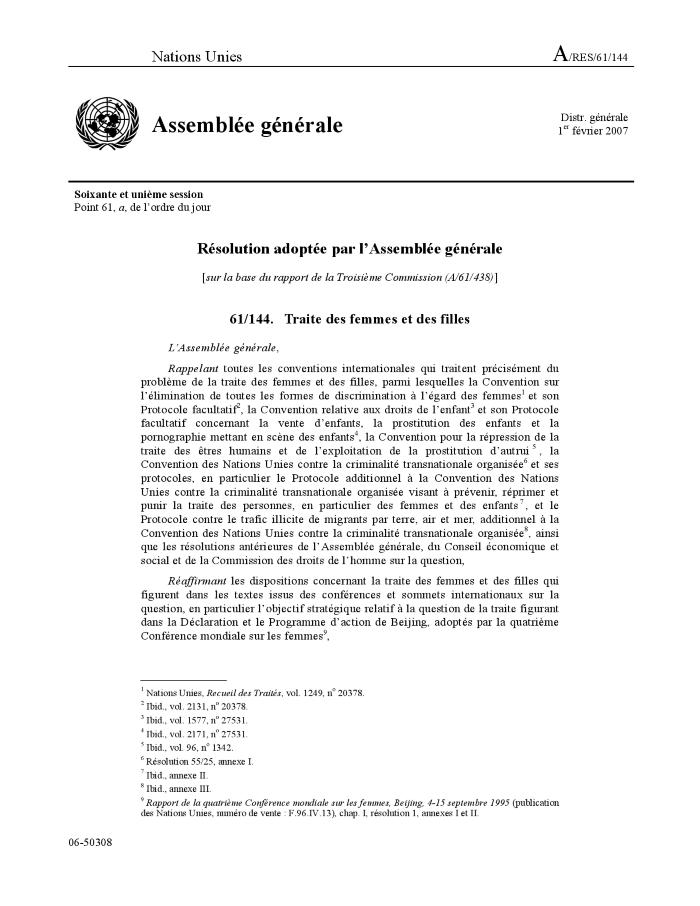 Nations Unies
A/RES/61/144
Assemblée générale
Distr. générale
1er février 2007
Soixante et unième session
Point 61, a, de l’ordre du jour
Résolution adoptée par l’Assemblée générale
[sur la base du rapport de la Troisième Commission (A/61/438)]
61/144. Traite des femmes et des filles
L’Assemblée générale,
Rappelant toutes les conventions internationales qui traitent précisément du
problème de la traite des femmes et des filles, parmi lesquelles la Convention sur
l’élimination de toutes les formes de discrimination à l’égard des femmes1 et son
Protocole facultatif2, la Convention relative aux droits de l’enfant3 et son Protocole
facultatif concernant la vente d’enfants, la prostitution des enfants et la
pornographie mettant en scène des enfants4, la Convention pour la répression de la
traite des êtres humains et de l’exploitation de la prostitution d’autrui 5 , la
Convention des Nations Unies contre la criminalité transnationale organisée6 et ses
protocoles, en particulier le Protocole additionnel à la Convention des Nations
Unies contre la criminalité transnationale organisée visant à prévenir, réprimer et
punir la traite des personnes, en particulier des femmes et des enfants 7 , et le
Protocole contre le trafic illicite de migrants par terre, air et mer, additionnel à la
Convention des Nations Unies contre la criminalité transnationale organisée8, ainsi
que les résolutions antérieures de l’Assemblée générale, du Conseil économique et
social et de la Commission des droits de l’homme sur la question,
Réaffirmant les dispositions concernant la traite des femmes et des filles qui
figurent dans les textes issus des conférences et sommets internationaux sur la
question, en particulier l’objectif stratégique relatif à la question de la traite figurant
dans la Déclaration et le Programme d’action de Beijing, adoptés par la quatrième
Conférence mondiale sur les femmes9,
1 Nations Unies, Recueil des Traités, vol. 1249, no 20378.
2 Ibid., vol. 2131, no 20378.
3 Ibid., vol. 1577, no 27531.
4 Ibid., vol. 2171, no 27531.
5 Ibid., vol. 96, no 1342.
6 Résolution 55/25, annexe I.
7 Ibid., annexe II.
8 Ibid., annexe III.
9 Rapport de la quatrième Conférence mondiale sur les femmes, Beijing, 4-15 septembre 1995 (publication
des Nations Unies, numéro de vente : F.96.IV.13), chap. I, résolution 1, annexes I et II.
06-50308